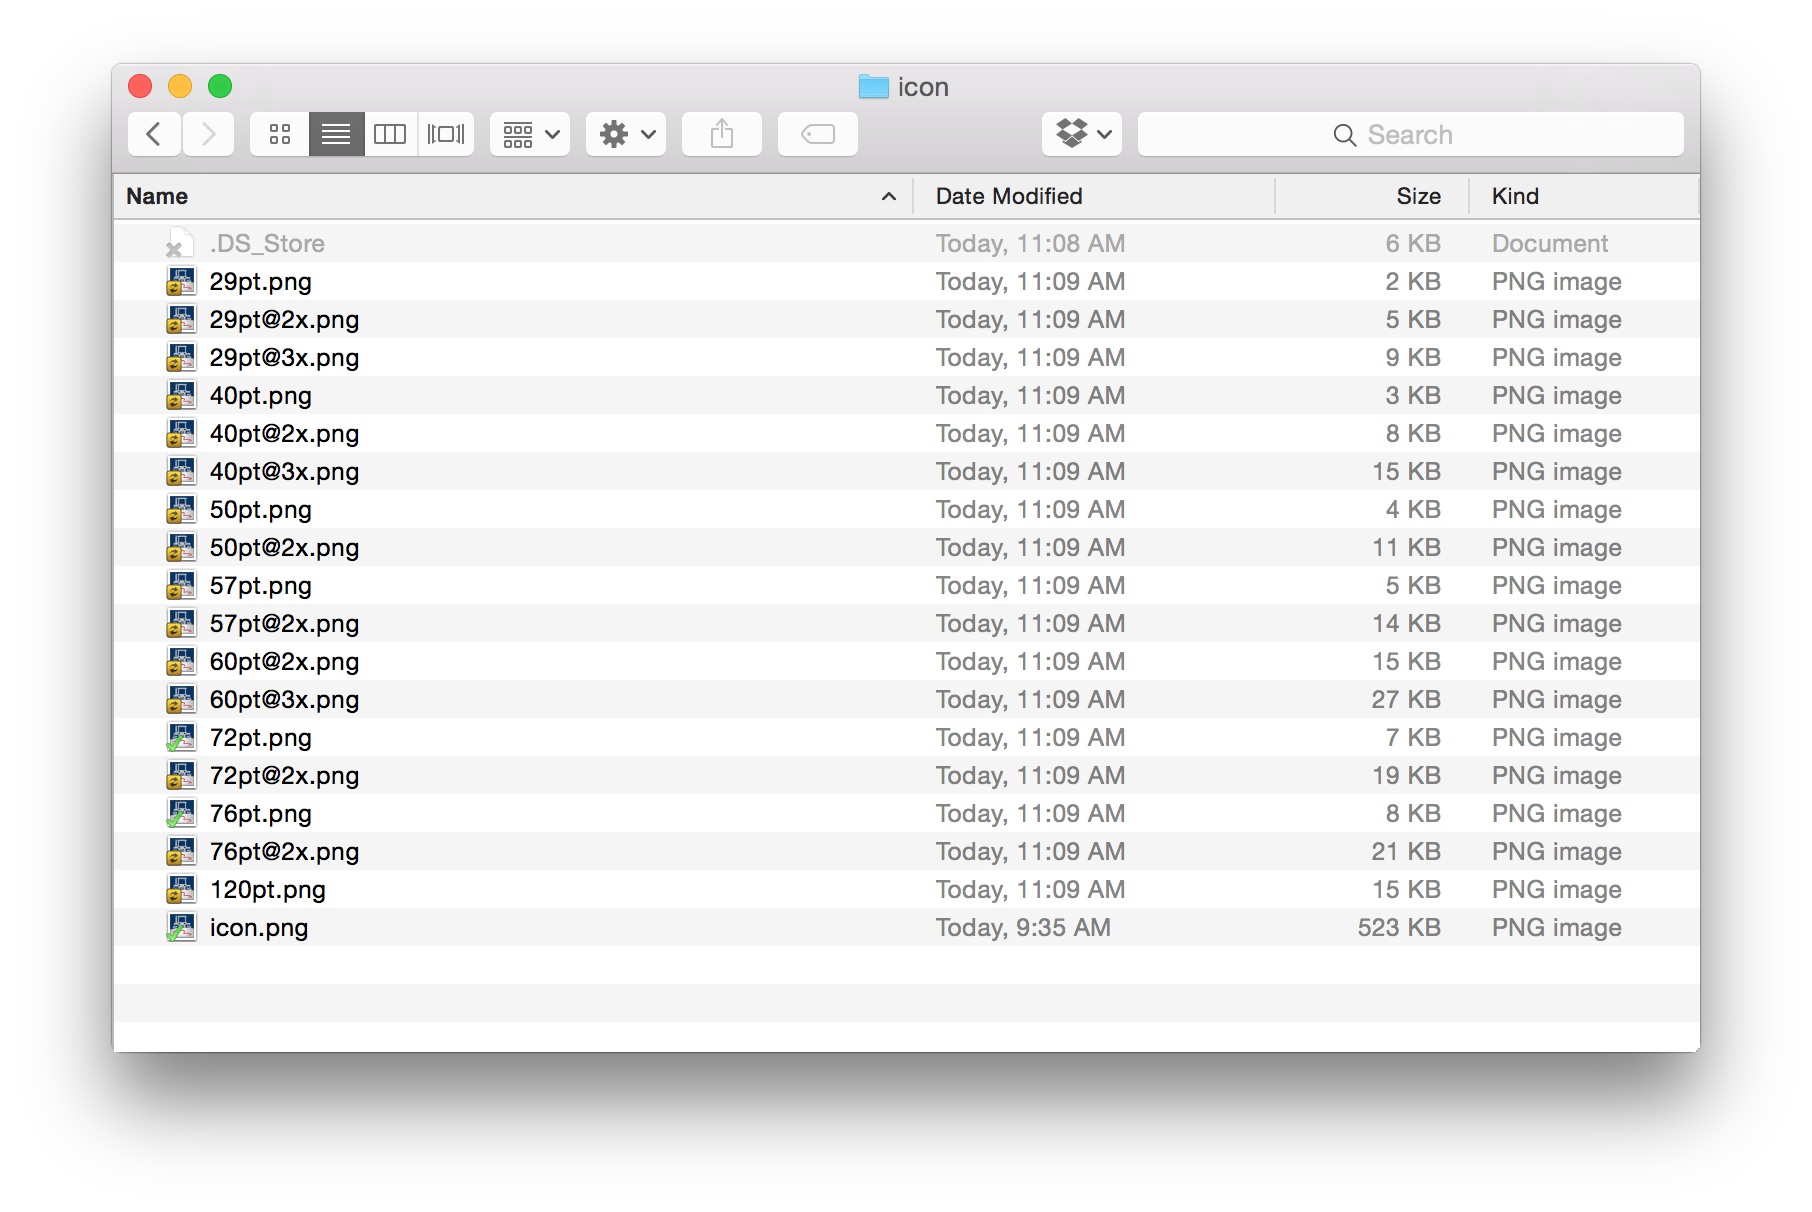 icon
Search
Name Date Modified Size Kind
.DS_Store Today, 11:08 AM 6 KB Document
29pt.png Today, 11:09 AM 2 KB PNG image
29pt@2x.png Today, 11:09 AM 5 KB PNG image
29pt@3x.png Today, 11:09 AM 9 KB PNG image
40pt.png Today, 11:09 AM 3 KB PNG image
40pt@2x.png Today, 11:09 AM 8 KB PNG image
40pt@3x.png Today, 11:09 AM 15 KB PNG image
50pt.png Today, 11:09 AM 4 KB PNG image
50pt@2x.png Today, 11:09 AM 11 KB PNG image
57pt.png Today, 11:09 AM 5 KB PNG image
57pt@2x.png Today, 11:09 AM 14 KB PNG image
60pt@2x.png Today, 11:09 AM 15 KB PNG image
60pt@3x.png Today, 11:09 AM 27 KB PNG image
72pt.png Today, 11:09 AM 7 KB PNG image
72pt@2x.png Today, 11:09 AM 19 KB PNG image
76pt.png Today, 11:09 AM 8 KB PNG image
76pt@2x.png Today, 11:09 AM 21 KB PNG image
120pt.png Today, 11:09 AM 15 KB PNG image
icon.png Today, 9:35 AM 523 KB PNG image